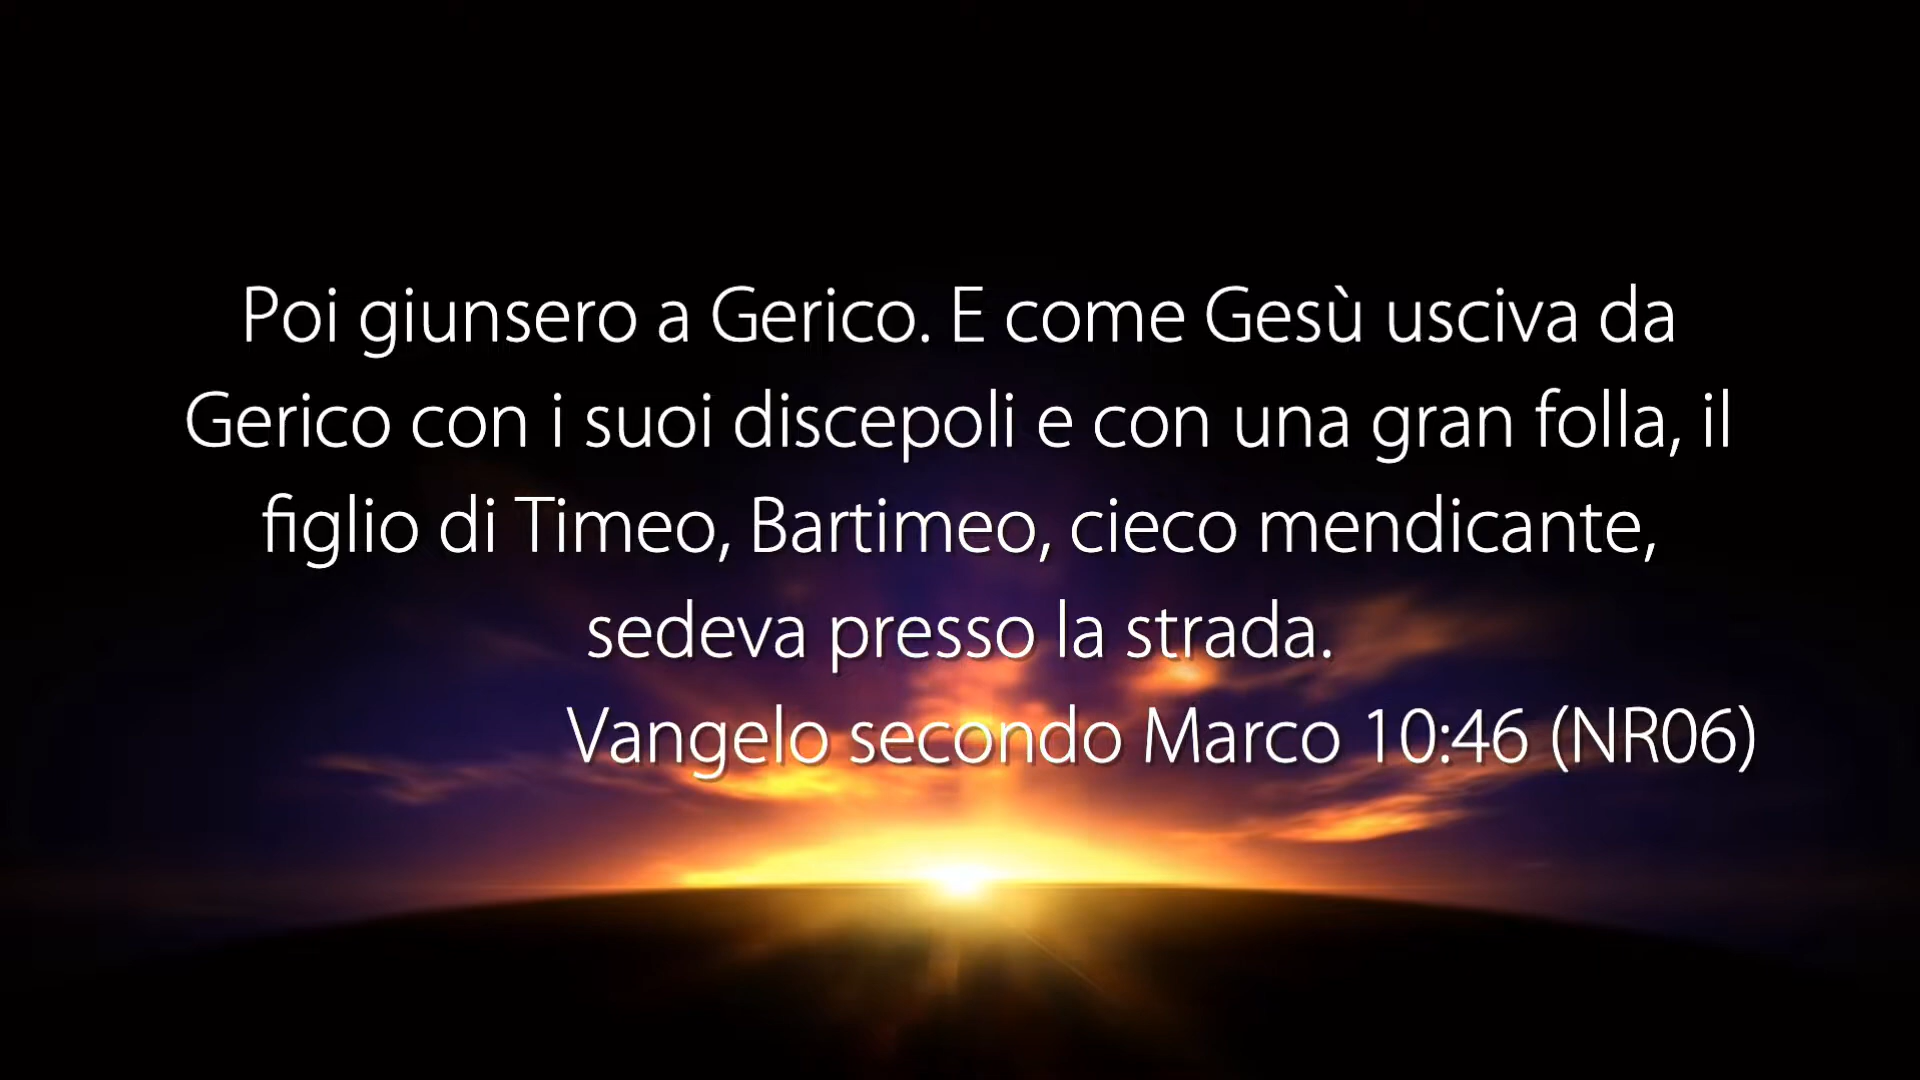 Poi giunsero a Gerico. E come Gesù usciva da
Gerico con i suoi discepoli e con una gran folla, il
figlio di Timeo, Bartimeo, cieco mendicante,
sedeva presso la strada.
Vangelo secondo Marco 10:46 (NR06)